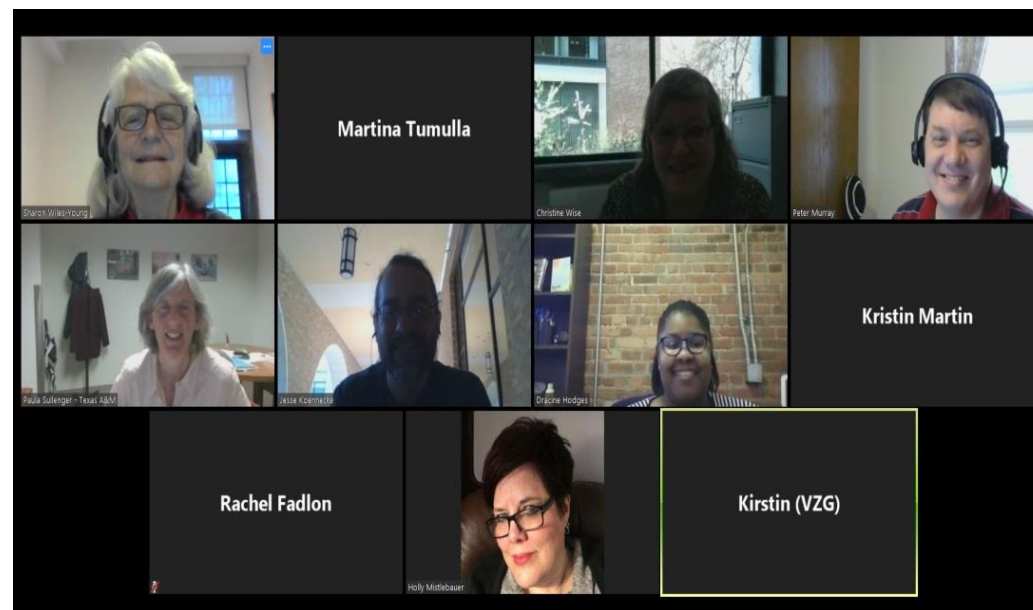 Martina Tumulla
Sharon Wiles-Young
Christine Wise
Peter Murray
Kristin Martin
Paula Sullenger - Texas A&M
Jesse Koennecke
Dracine Hodges
Rachel Fadlon
Holly Mistlebauer
Kirstin (VZG)